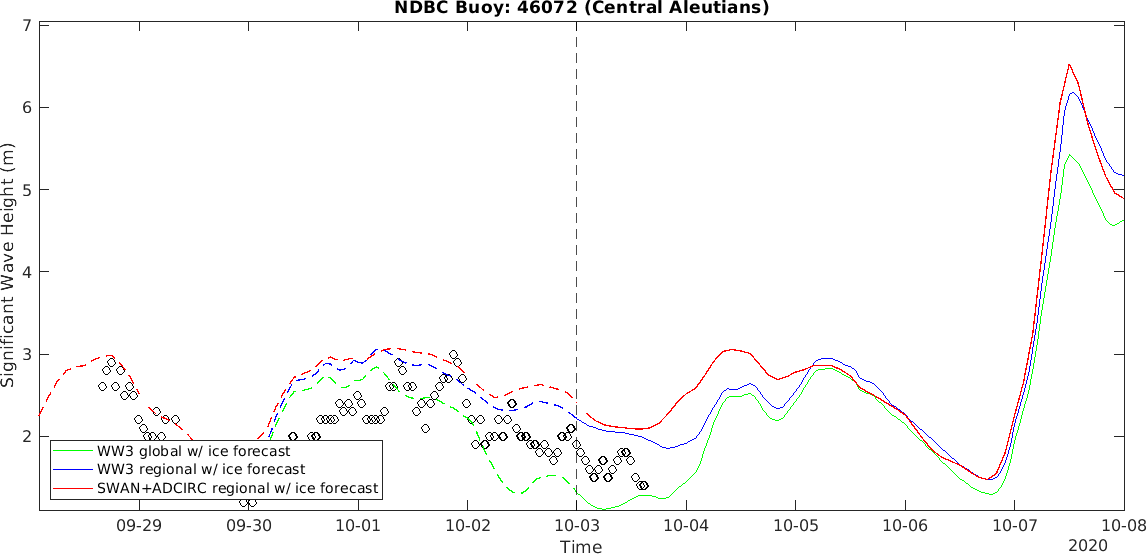 NDBC Buoy: 46072 (Central Aleutians)
7
6
5
4
3
2
Significant Wave Height (m)
WW3 global w/ ice forecast
WW3 regional w/ ice forecast
SWAN+ADCIRC regional w/ ice forecast
09-29 09-30 10-01 10-02 10-03 10-04 10-05 10-06 10-07 10-08
Time
2020